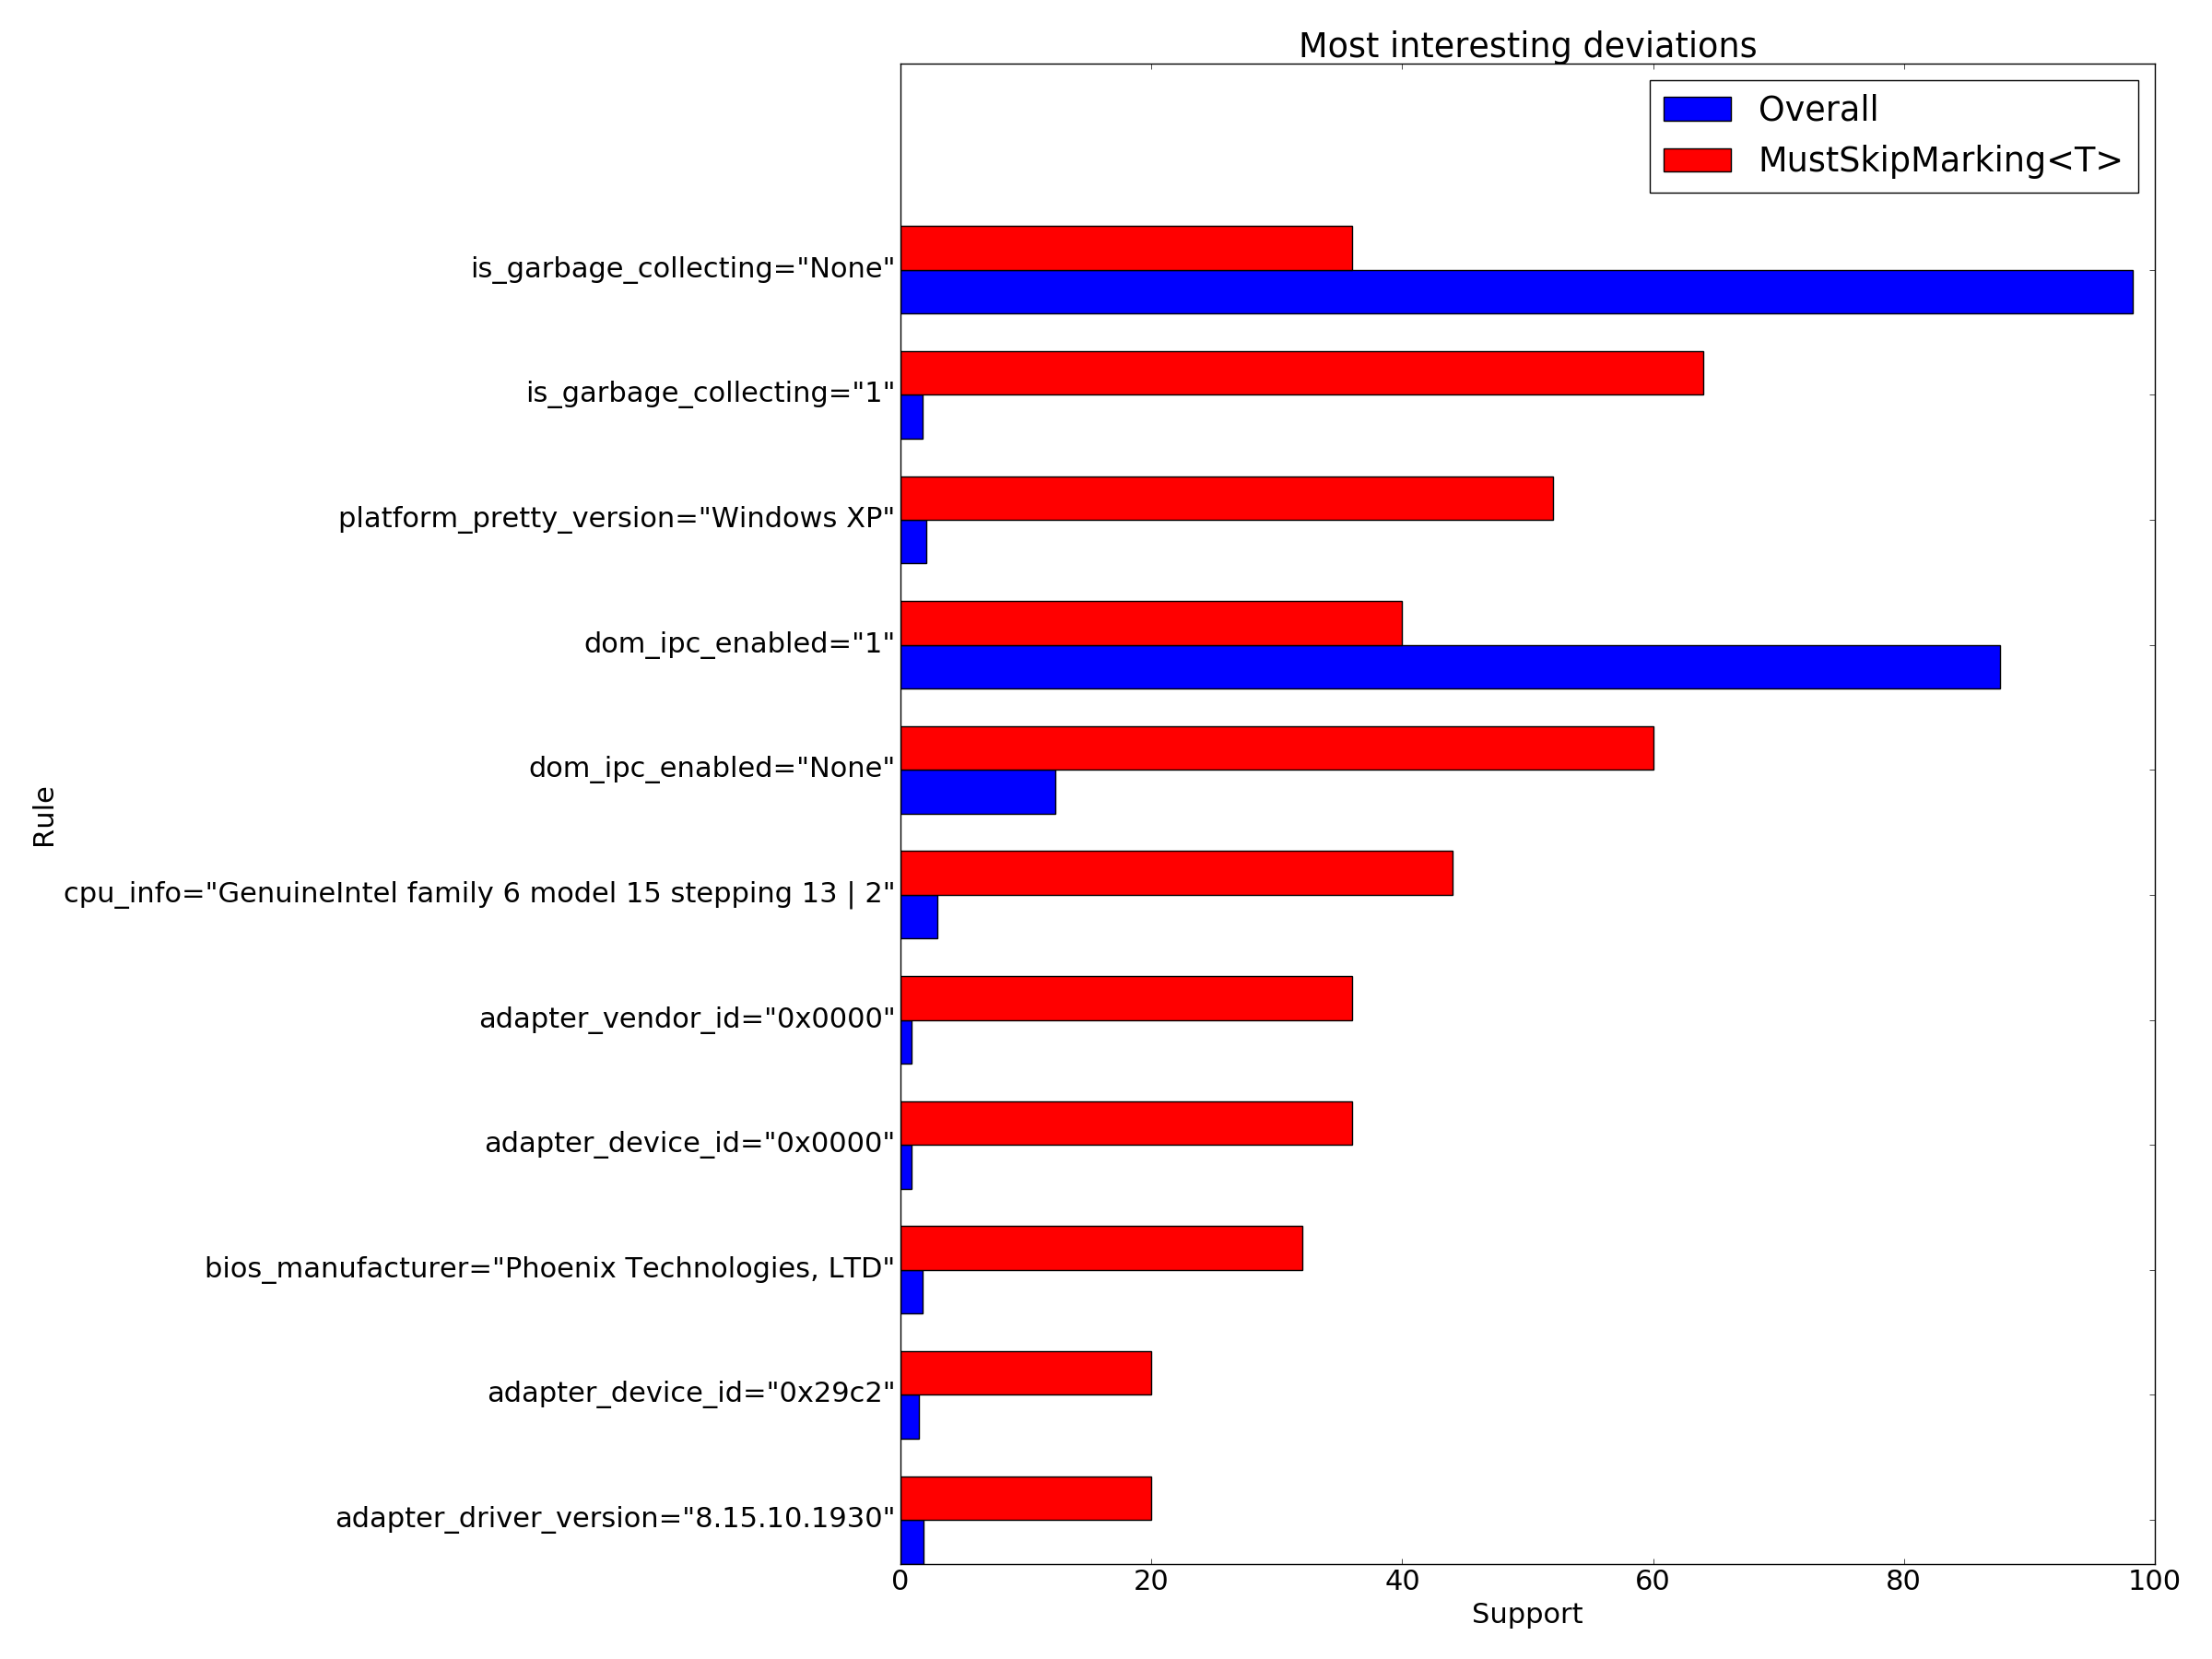 Most interesting deviations
Overall
MustSkipMarking<T>
is_garbage_collecting="None"
is_garbage_collecting="1"
platform_pretty_version="Windows XP"
dom_ipc_enabled="1"
dom_ipc_enabled="None"
Rule
cpu_info="GenuineIntel family 6 model 15 stepping 13 | 2"
adapter_vendor_id="0x0000"
adapter_device_id="0x0000"
bios_manufacturer="Phoenix Technologies, LTD"
adapter_device_id="0x29c2"
adapter_driver_version="8.15.10.1930"
0 20 40 60 80 100
Support